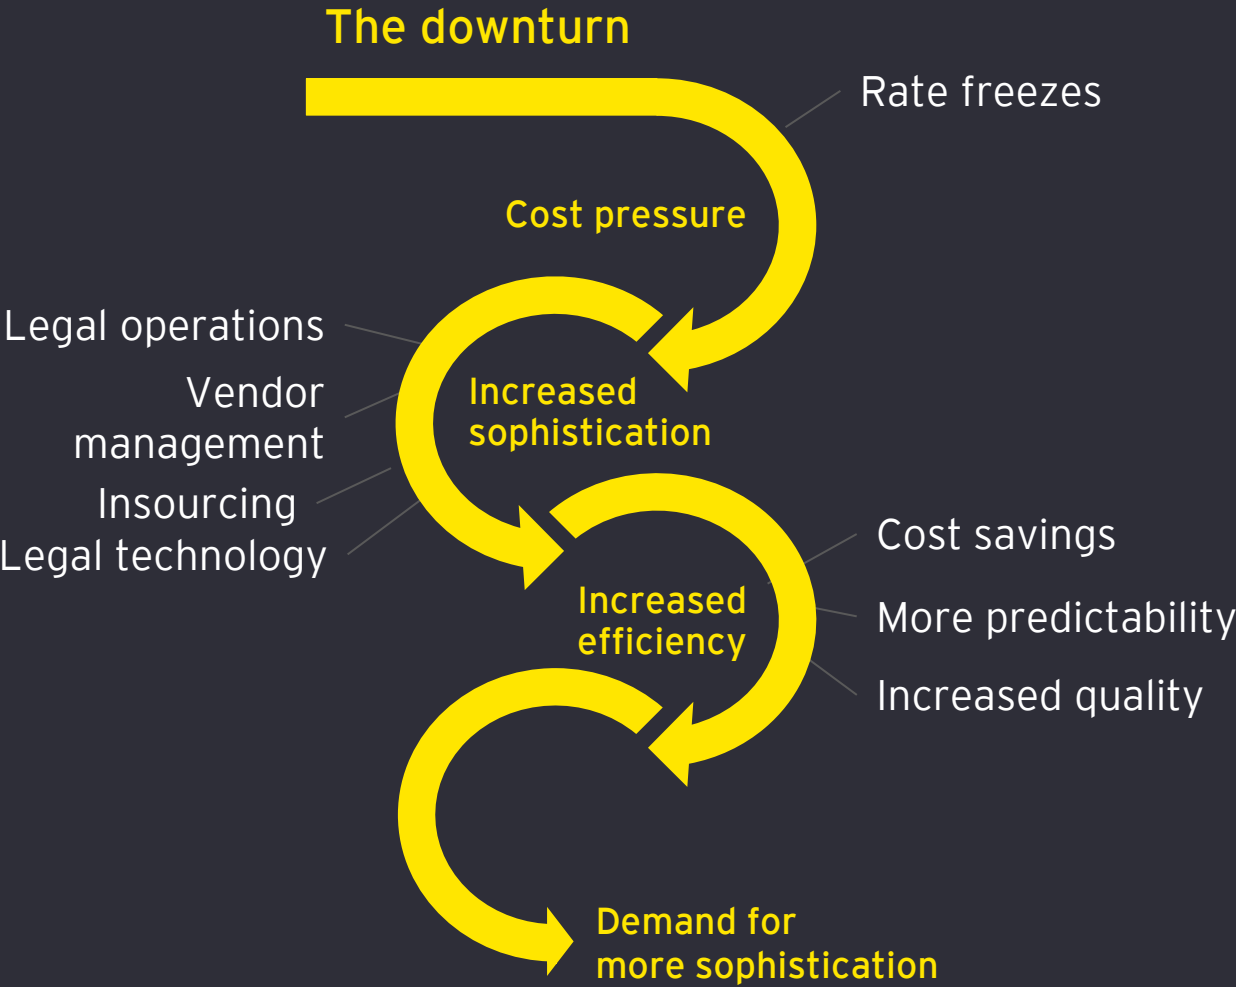 The downturn
Rate freezes
Cost pressure
Legal operations
Vendor
management
Insourcing
Legal technology
Increased
sophistication
Cost savings
More predictability
Increased quality
Increased
efficiency
Demand for
more sophistication